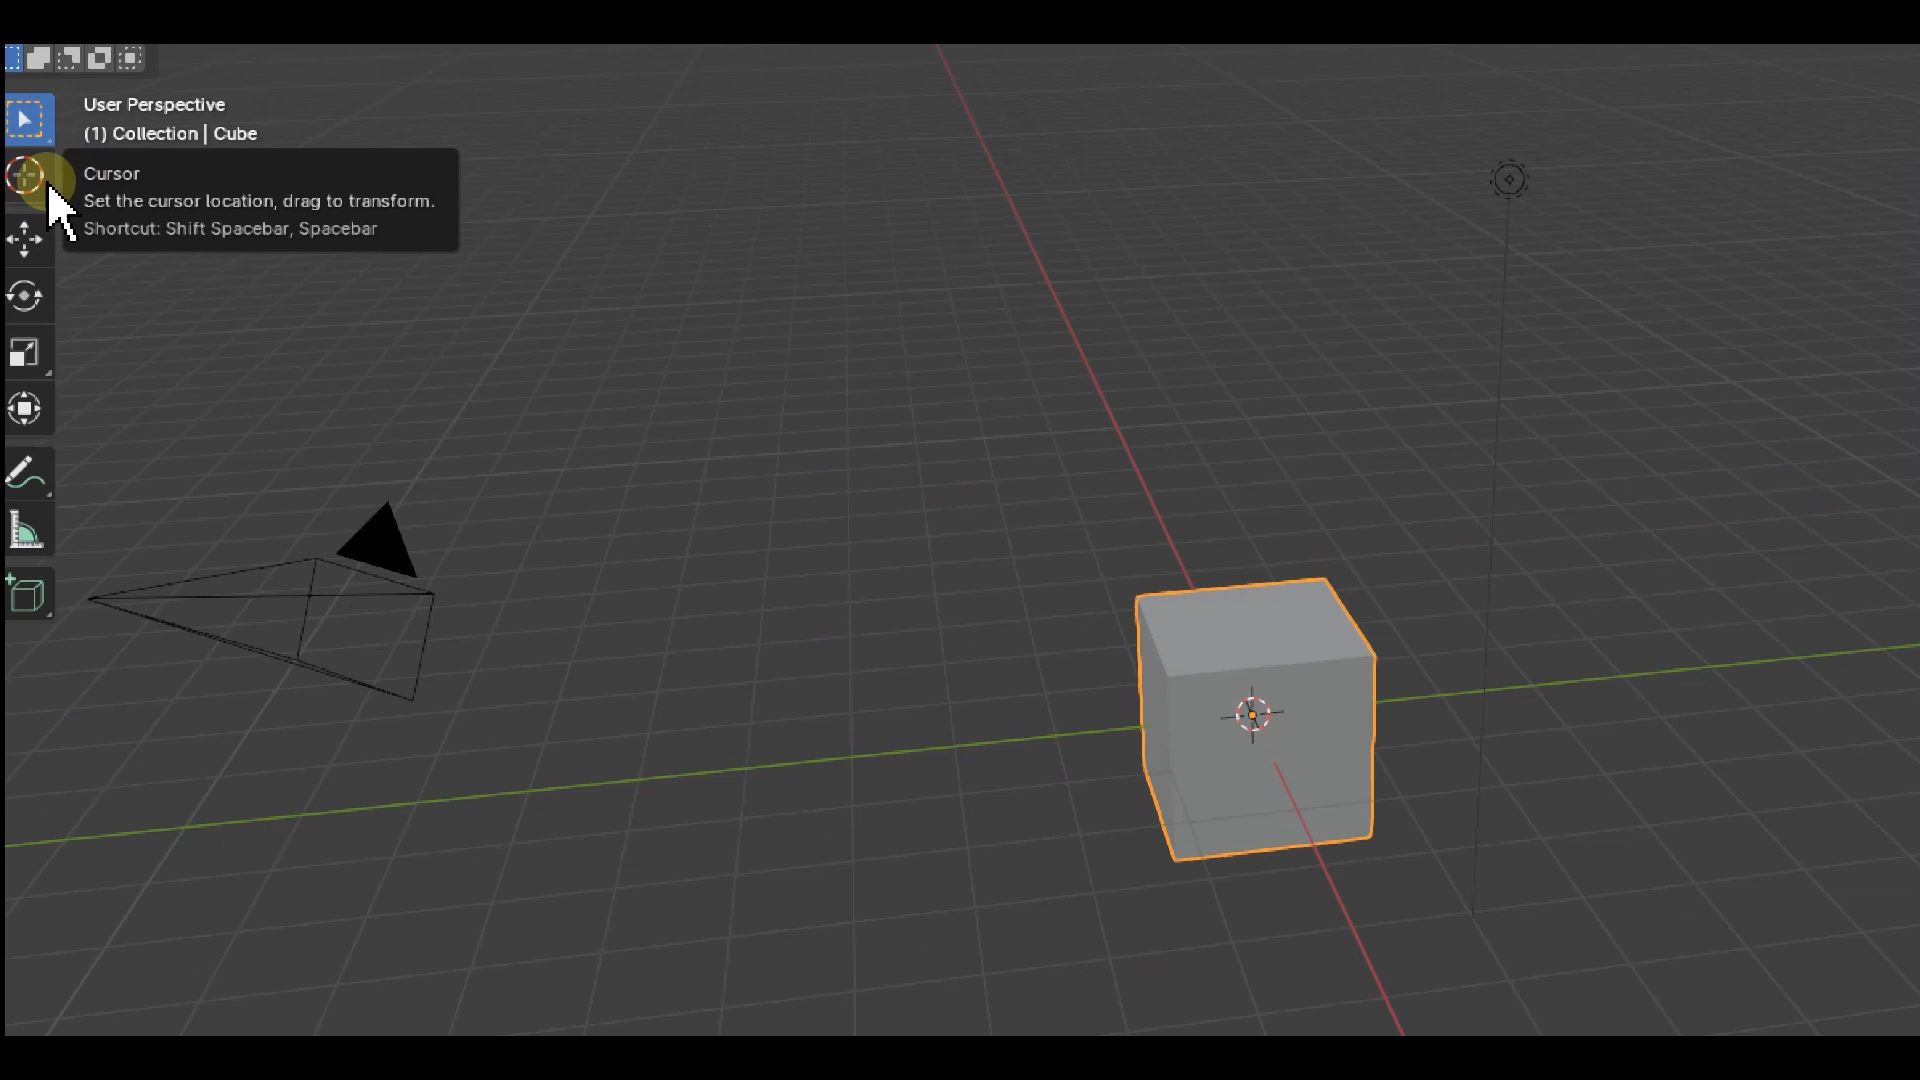 User Perspective
(1) Collection | Cube
Cursor
Set the cursor location, drag to transform.
Shortcut: Shift Spacebar, Spacebar